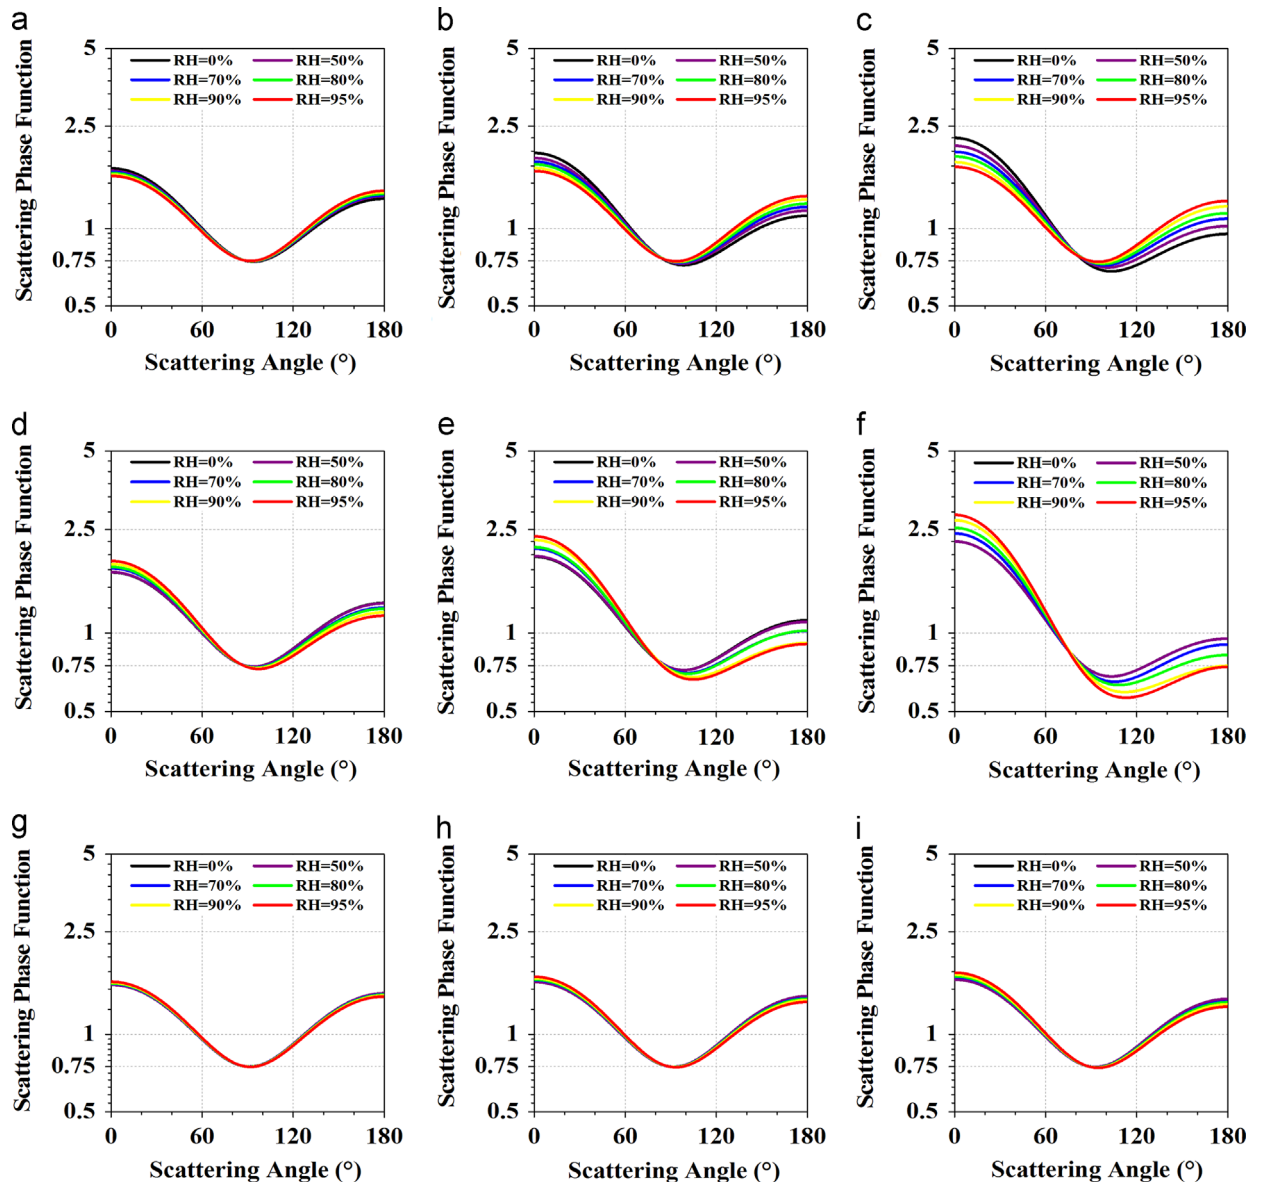 a
Scattering Phase Function
5
2.5
1
0.75
0.5
RH=0% RH=50%
RH=70% RH=80%
RH=90% RH=95%
0 60 120 180
Scattering Angle (°)
b
Scattering Phase Function
5
2.5
1
0.75
0.5
RH=0% RH=50%
RH=70% RH=80%
RH=90% RH=95%
0 60 120 180
Scattering Angle (°)
c
Scattering Phase Function
5
2.5
1
0.75
0.5
RH=0% RH=50%
RH=70% RH=80%
RH=90% RH=95%
0 60 120 180
Scattering Angle (°)
d
Scattering Phase Function
5
2.5
1
0.75
0.5
RH=0% RH=50%
RH=70% RH=80%
RH=90% RH=95%
0 60 120 180
Scattering Angle (°)
e
Scattering Phase Function
5
2.5
1
0.75
0.5
RH=0% RH=50%
RH=70% RH=80%
RH=90% RH=95%
0 60 120 180
Scattering Angle (°)
f
Scattering Phase Function
5
2.5
1
0.75
0.5
RH=0% RH=50%
RH=70% RH=80%
RH=90% RH=95%
0 60 120 180
Scattering Angle (°)
g
Scattering Phase Function
5
2.5
1
0.75
0.5
RH=0% RH=50%
RH=70% RH=80%
RH=90% RH=95%
0 60 120 180
Scattering Angle (°)
h
Scattering Phase Function
5
2.5
1
0.75
0.5
RH=0% RH=50%
RH=70% RH=80%
RH=90% RH=95%
0 60 120 180
Scattering Angle (°)
i
Scattering Phase Function
5
2.5
1
0.75
0.5
RH=0% RH=50%
RH=70% RH=80%
RH=90% RH=95%
0 60 120 180
Scattering Angle (°)